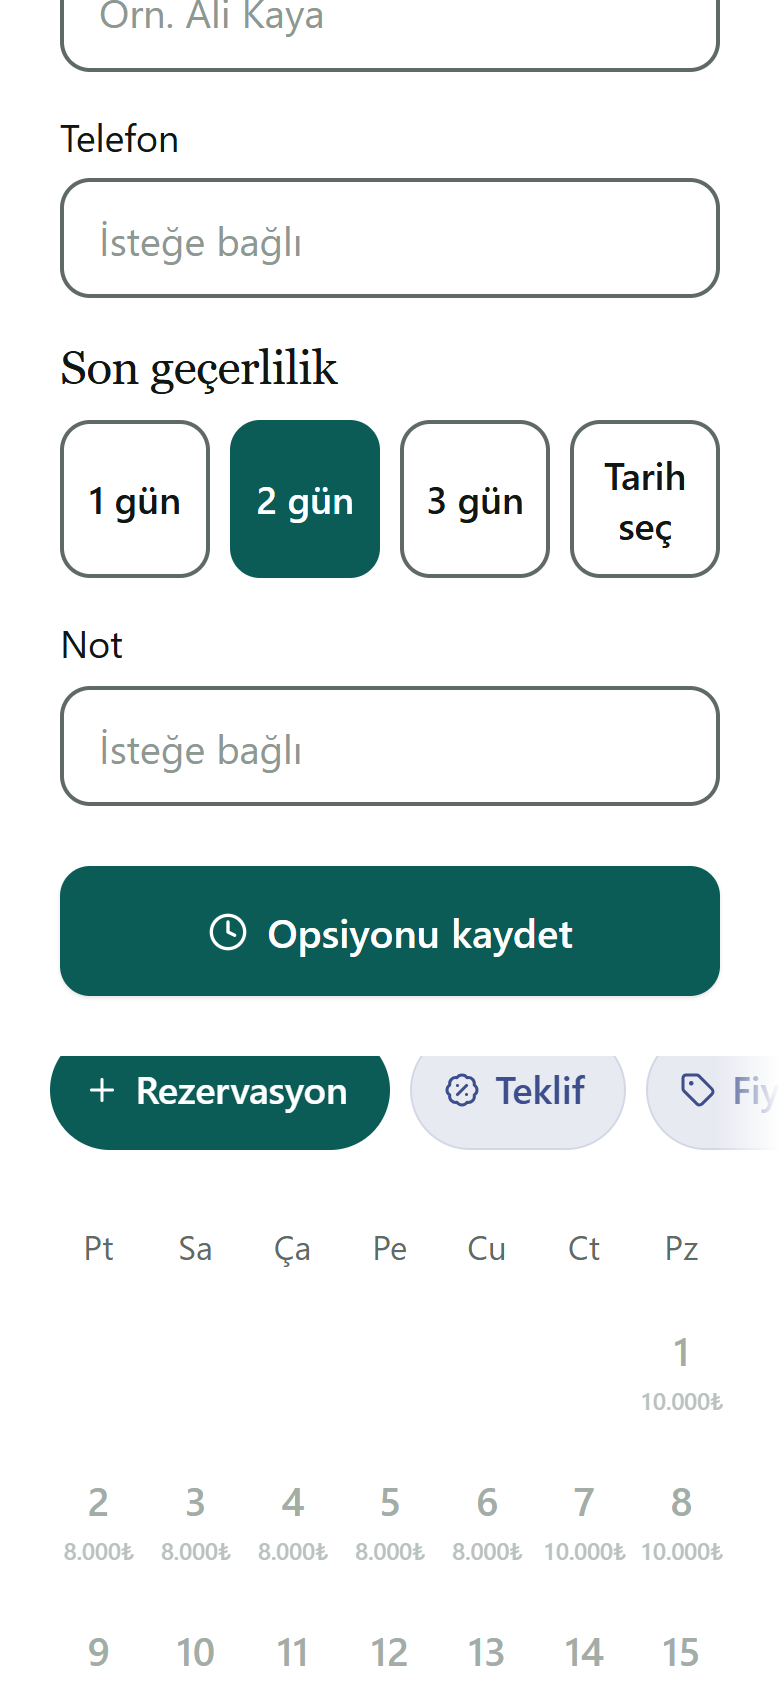 Örn. Ali Kaya
Telefon
İsteğe bağlı
Son geçerlilik
1 gün 2 gün 3 gün Tarih seç
Not
İsteğe bağlı
Opsiyonu kaydet
Rezervasyon Teklif Fiy
Pt Sa Ça Pe Cu Ct Pz
1
10.000₺
2 3 4 5 6 7 8
8.000₺ 8.000₺ 8.000₺ 8.000₺ 8.000₺ 10.000₺ 10.000₺
9 10 11 12 13 14 15